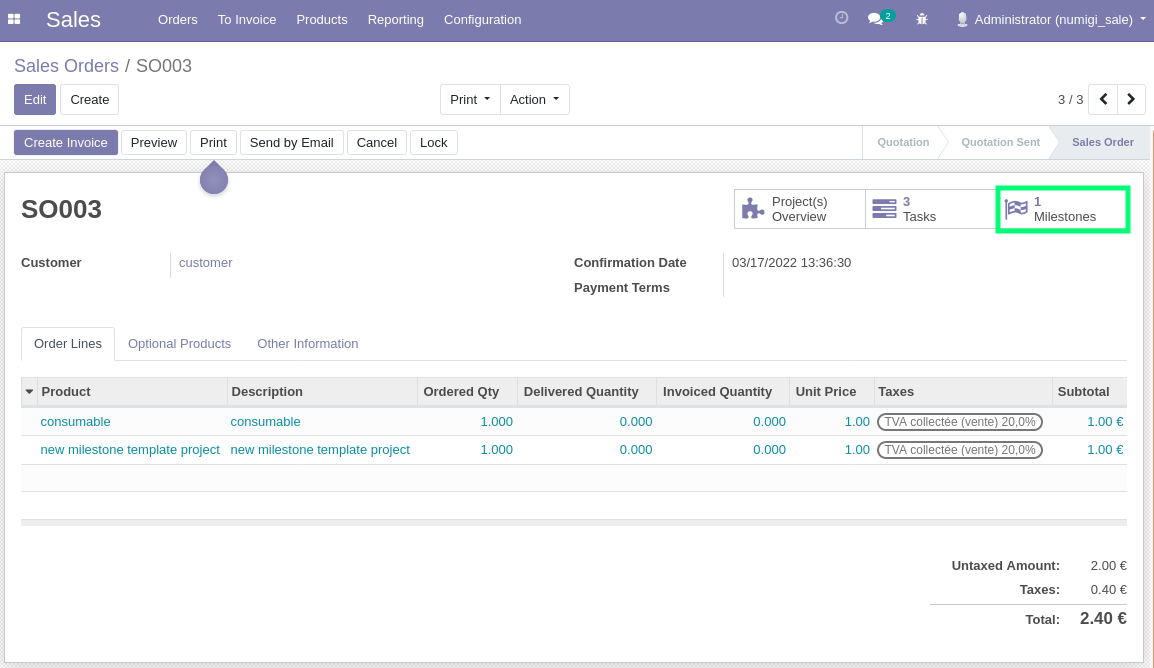 Sales Orders To Invoice Products Reporting Configuration 2 Administrator (numigi_sale)
Sales Orders / SO003
Edit Create Print Action 3 / 3
Create Invoice Preview Print Send by Email Cancel Lock Quotation Quotation Sent Sales Order
SO003
Project(s) Overview
3 Tasks
1 Milestones
Customer customer Confirmation Date 03/17/2022 13:36:30
Payment Terms
Order Lines Optional Products Other Information
Product Description Ordered Qty Delivered Quantity Invoiced Quantity Unit Price Taxes Subtotal
consumable consumable 1.000 0.000 0.000 1.00 TVA collectée (vente) 20,0% 1.00 €
new milestone template project new milestone template project 1.000 0.000 0.000 1.00 TVA collectée (vente) 20,0% 1.00 €
Untaxed Amount: 2.00 €
Taxes: 0.40 €
Total: 2.40 €